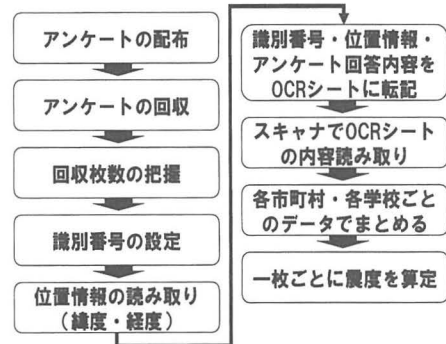 アンケートの配布
アンケートの回収
回収枚数の把握
識別番号の設定
位置情報の読み取り
(緯度・経度)
識別番号・位置情報・
アンケート回答内容を
OCRシートに転記
スキャナでOCRシート
の内容読み取り
各市町村・各学校ごと
のデータでまとめる
一枚ごとに震度を算定